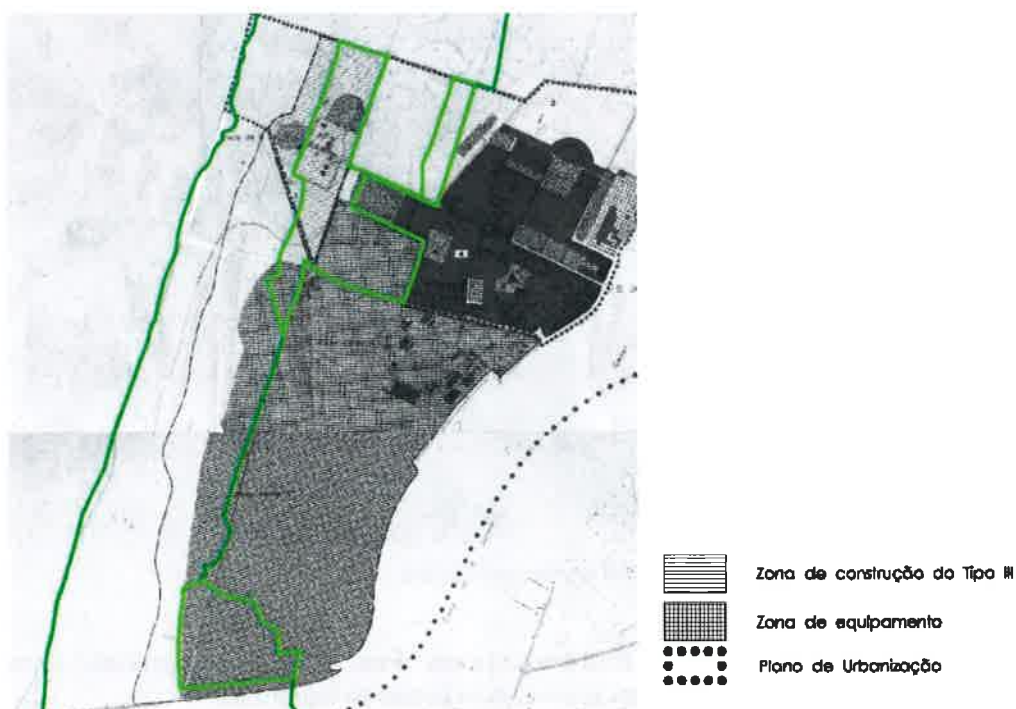 Zona de construção do Tipo III
Zona de equipamento
Plano de Urbanização